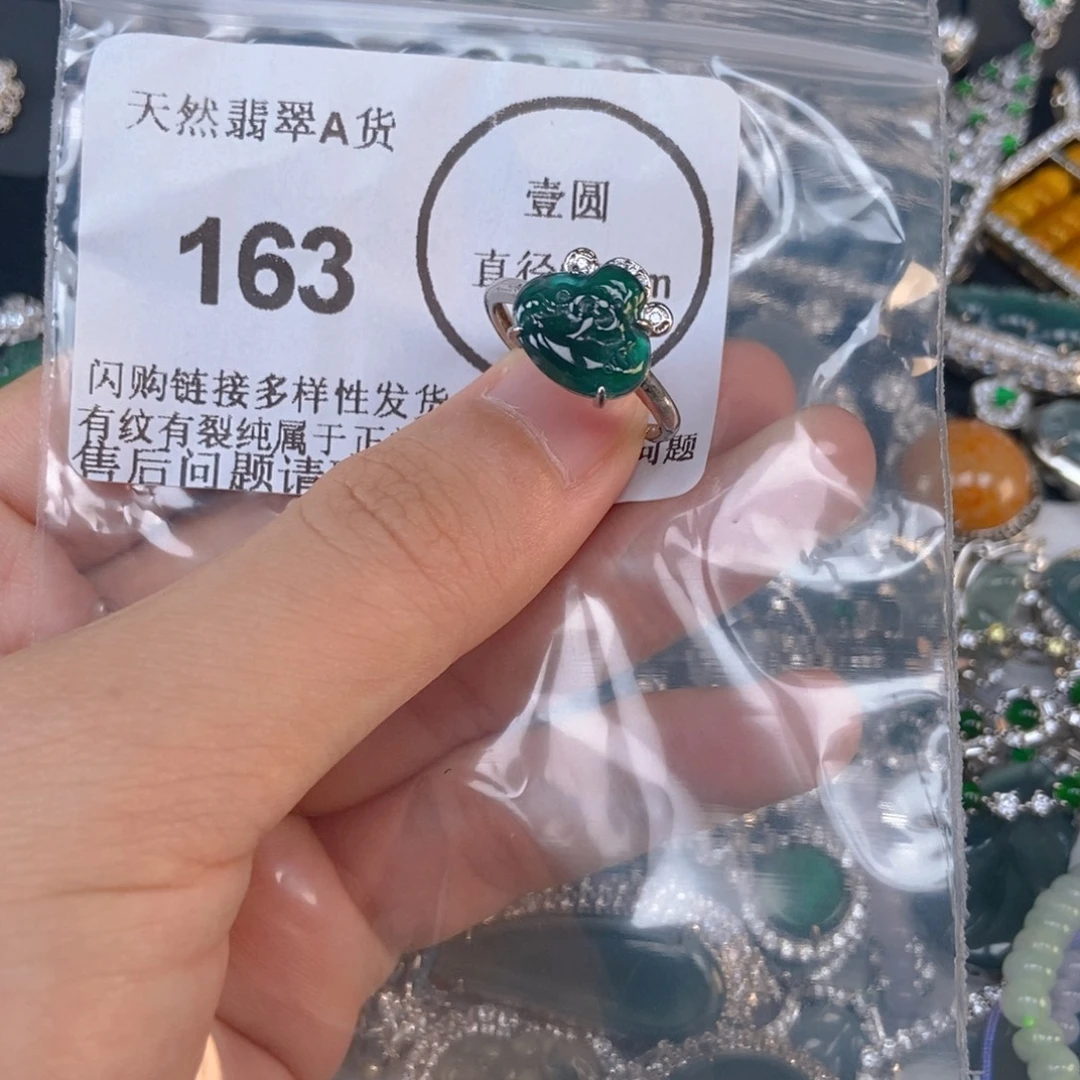 天然翡翠A货
163
壹圆
直径
闪购链接多样性发货
有纹有裂纯属于正
售后问题请
问题